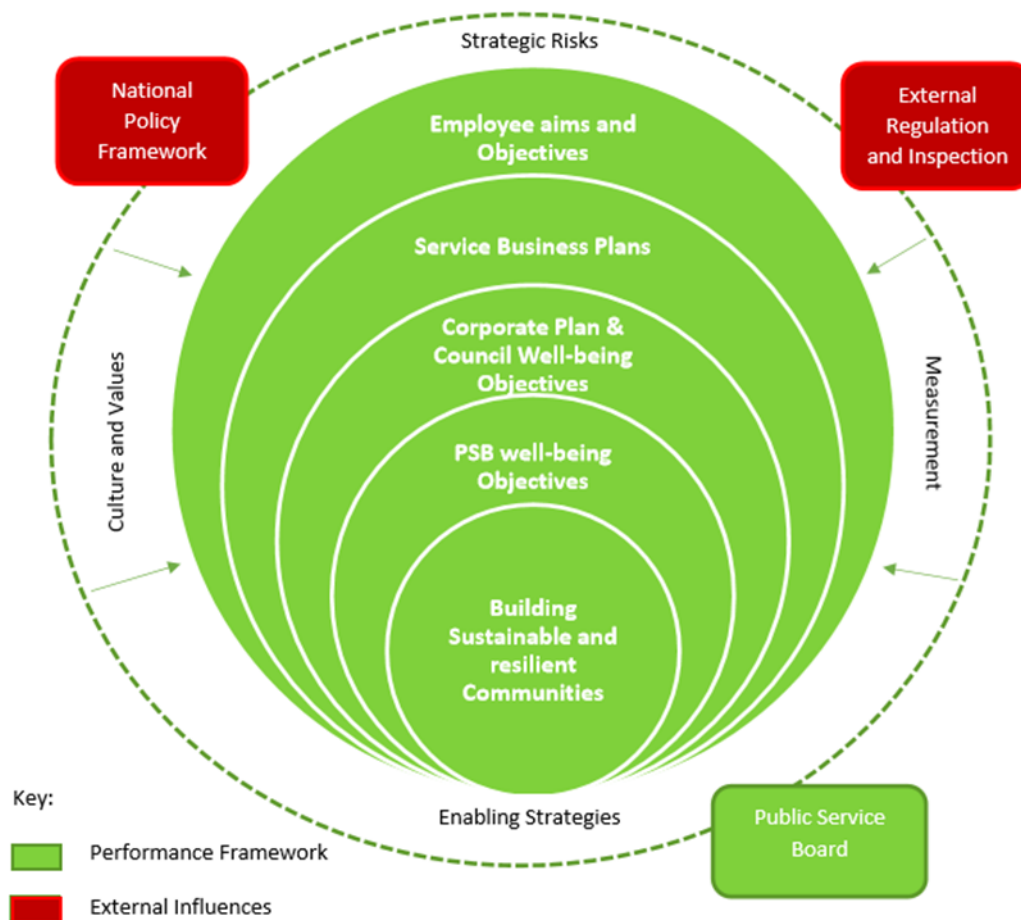 Strategic Risks
National
Policy
Framework
External
Regulation
and Inspection
Employee aims and
Objectives
Service Business Plans
Corporate Plan &
Council Well-being
Objectives
Culture and Values
Measurement
PSB well-being
Objectives
Building
Sustainable and
resilient
Communities
Enabling Strategies
Public Service
Board
Key:
Performance Framework
External Influences